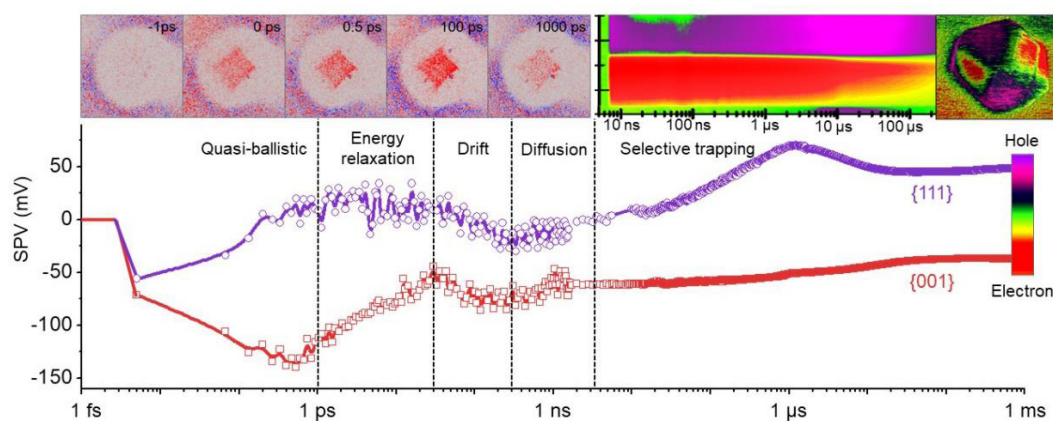 -1ps
0 ps
0.5 ps
100 ps
1000 ps
10 ns
100 ns
1 µs
10 µs
100 µs
Quasi-ballistic
Energy
relaxation
Drift
Diffusion
Selective trapping
Hole
Electron
{111}
{001}
SPV (mV)
50
0
-50
-100
-150
1 fs
1 ps
1 ns
1 µs
1 ms